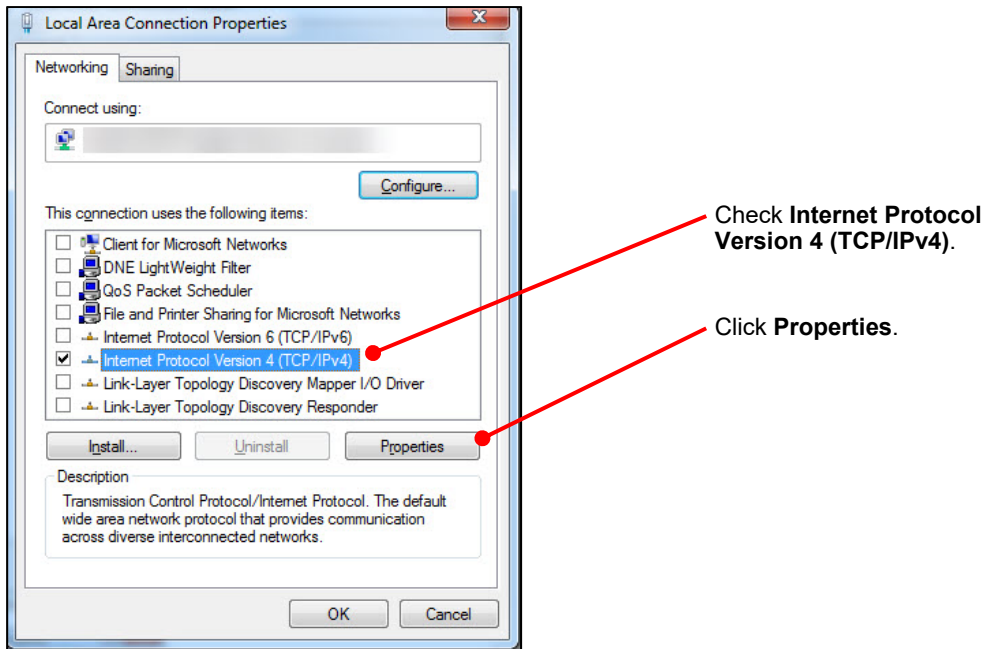 Local Area Connection Properties
Networking
Sharing
Connect using:
Configure...
This connection uses the following items:
Client for Microsoft Networks
DNE LightWeight Filter
QoS Packet Scheduler
File and Printer Sharing for Microsoft Networks
Internet Protocol Version 6 (TCP/IPv6)
Internet Protocol Version 4 (TCP/IPv4)
Link-Layer Topology Discovery Mapper I/O Driver
Link-Layer Topology Discovery Responder
Install...
Uninstall
Properties
Description
Transmission Control Protocol/Internet Protocol. The default
wide area network protocol that provides communication
across diverse interconnected networks.
OK
Cancel
Check Internet Protocol
Version 4 (TCP/IPv4).
Click Properties.